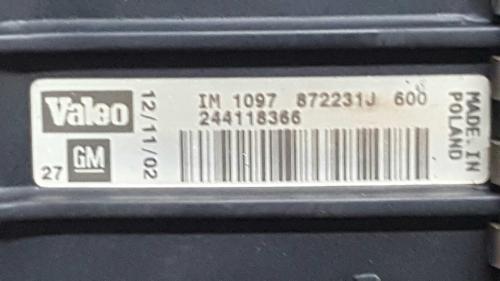 Valeo
27 GM
12/11/02
IM 1097 872231J 600
244118366
MADE.IN
POLAND